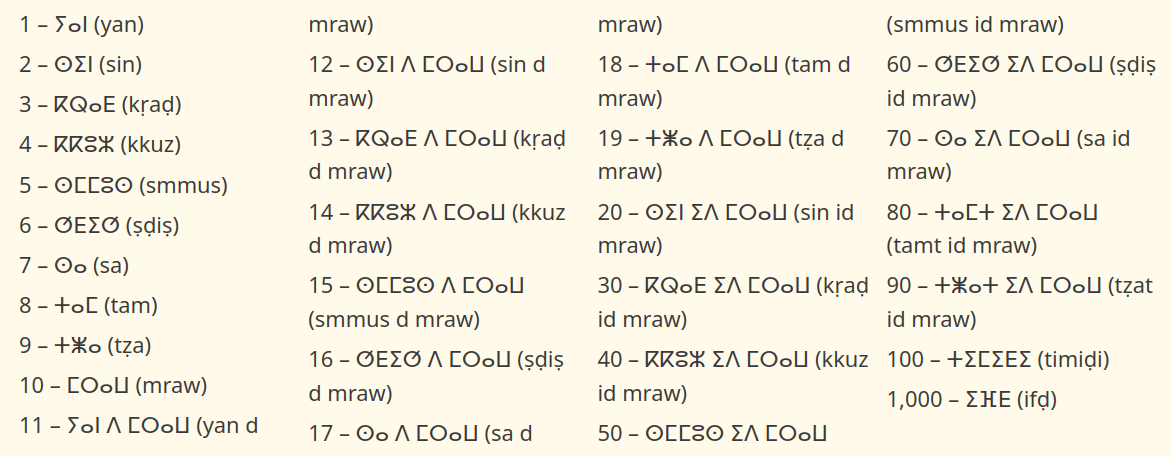 1 – ⵢⴰⵏ (yan)
2 – ⵙⵉⵏ (sin)
3 – ⴽⵕⴰⴹ (kṛaḍ)
4 – ⴽⴽⵓⵣ (kkuz)
5 – ⵙⵎⵎⵓⵙ (smmus)
6 – ⵚⴹⵉⵚ (ṣḍiṣ)
7 – ⵙⴰ (sa)
8 – ⵜⴰⵎ (tam)
9 – ⵜⵥⴰ (tẓa)
10 – ⵎⵔⴰⵡ (mraw)
11 – ⵢⴰⵏ ⴷ ⵎⵔⴰⵡ (yan d
mraw)
12 – ⵙⵉⵏ ⴷ ⵎⵔⴰⵡ (sin d
mraw)
13 – ⴽⵕⴰⴹ ⴷ ⵎⵔⴰⵡ (kṛaḍ
d mraw)
14 – ⴽⴽⵓⵣ ⴷ ⵎⵔⴰⵡ (kkuz
d mraw)
15 – ⵙⵎⵎⵓⵙ ⴷ ⵎⵔⴰⵡ
(smmus d mraw)
16 – ⵚⴹⵉⵚ ⴷ ⵎⵔⴰⵡ (ṣḍiṣ
d mraw)
17 – ⵙⴰ ⴷ ⵎⵔⴰⵡ (sa d
mraw)
18 – ⵜⴰⵎ ⴷ ⵎⵔⴰⵡ (tam d
mraw)
19 – ⵜⵥⴰ ⴷ ⵎⵔⴰⵡ (tẓa d
mraw)
20 – ⵙⵉⵏ ⵉⴷ ⵎⵔⴰⵡ (sin id
mraw)
30 – ⴽⵕⴰⴹ ⵉⴷ ⵎⵔⴰⵡ (kṛaḍ
id mraw)
40 – ⴽⴽⵓⵣ ⵉⴷ ⵎⵔⴰⵡ (kkuz
id mraw)
50 – ⵙⵎⵎⵓⵙ ⵉⴷ ⵎⵔⴰⵡ
(smmus id mraw)
60 – ⵚⴹⵉⵚ ⵉⴷ ⵎⵔⴰⵡ (ṣḍiṣ
id mraw)
70 – ⵙⴰ ⵉⴷ ⵎⵔⴰⵡ (sa id
mraw)
80 – ⵜⴰⵎⵜ ⵉⴷ ⵎⵔⴰⵡ
(tamt id mraw)
90 – ⵜⵥⴰⵜ ⵉⴷ ⵎⵔⴰⵡ (tẓat
id mraw)
100 – ⵜⵉⵎⵉⴹⵉ (timiḍi)
1,000 – ⵉⴼⴹ (ifḍ)